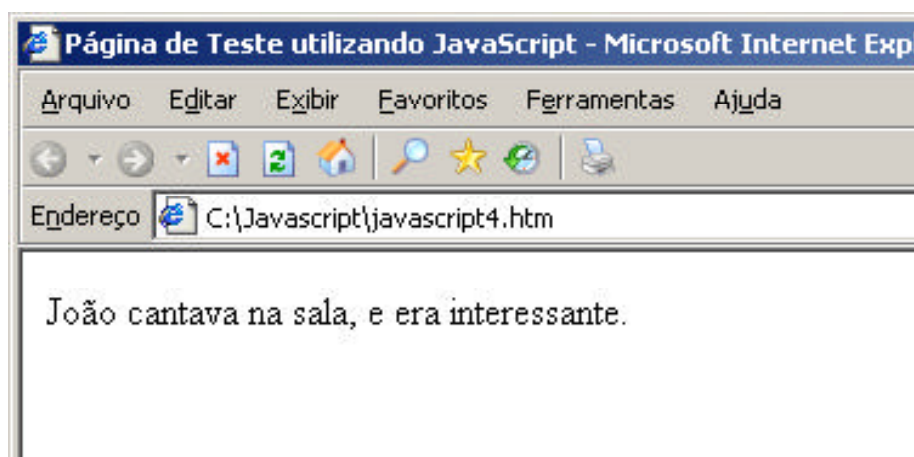 Página de Teste utilizando JavaScript - Microsoft Internet Exp
Arquivo Editar Exibir Favoritos Ferramentas Ajuda
Endereço C:\Javascript\javascript4.htm
João cantava na sala, e era interessante.